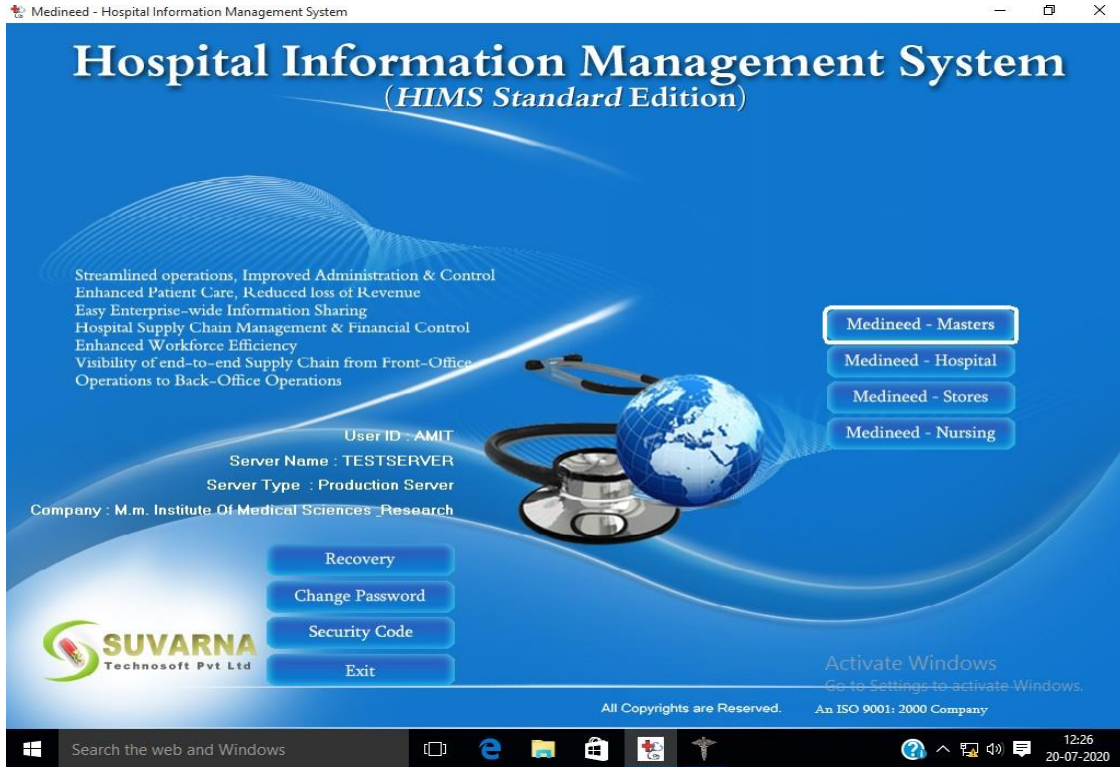 Medineed - Hospital Information Management System
Hospital Information Management System
(HIMS Standard Edition)
Streamlined operations, Improved Administration & Control
Enhanced Patient Care, Reduced loss of Revenue
Easy Enterprise-wide Information Sharing
Hospital Supply Chain Management & Financial Control
Enhanced Workforce Efficiency
Visibility of end-to-end Supply Chain from Front-Office
Operations to Back-Office Operations
Medineed - Masters
Medineed - Hospital
Medineed - Stores
Medineed - Nursing
User ID : AMIT
Server Name : TESTSERVER
Server Type : Production Server
Company : M.m. Institute Of Medical Sciences _Research
Recovery
Change Password
Security Code
Exit
SUVARNA
Technosoft Pvt Ltd
Activate Windows
Go to Settings to activate Windows.
All Copyrights are Reserved.
An ISO 9001: 2000 Company
Search the web and Windows
12:26
20-07-2020